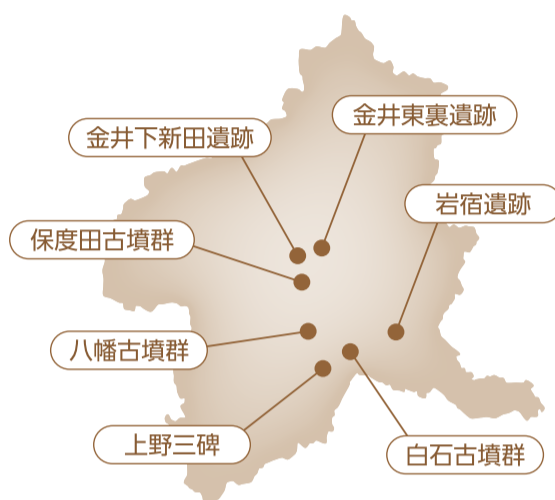 金井東裏遺跡
金井下新田遺跡
岩宿遺跡
保度田古墳群
八幡古墳群
上野三碑
白石古墳群